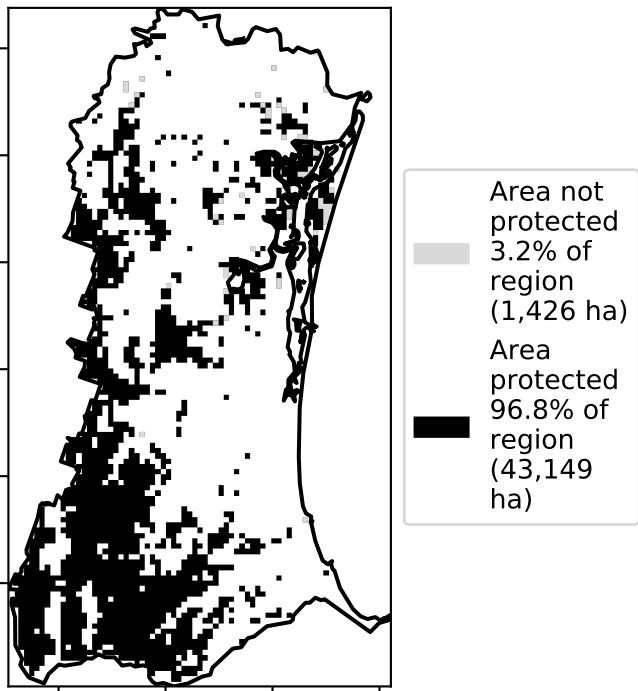 Area not
protected
3.2% of
region
(1,426 ha)
Area
protected
96.8% of
region
(43,149
ha)